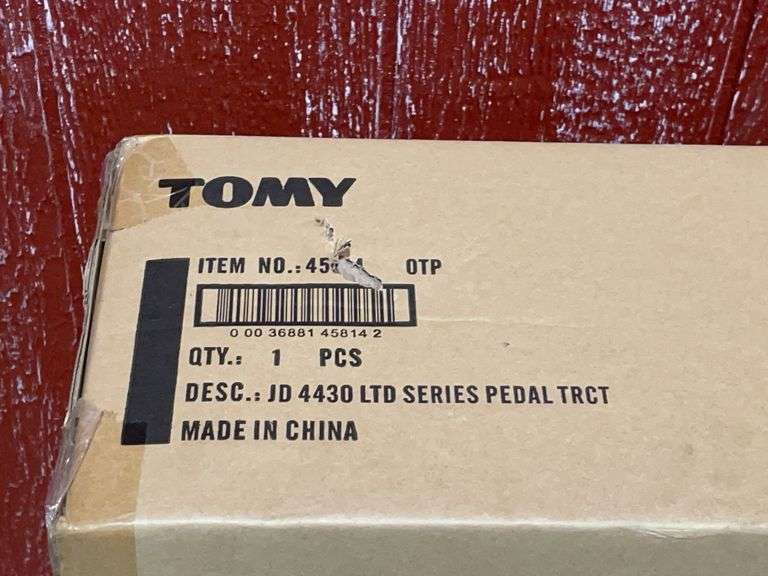 TOMY
ITEM NO.: OTP
0 00 36881 45814 2
QTY.: 1 PCS
DESC.: JD 4430 LTD SERIES PEDAL TRCT
MADE IN CHINA